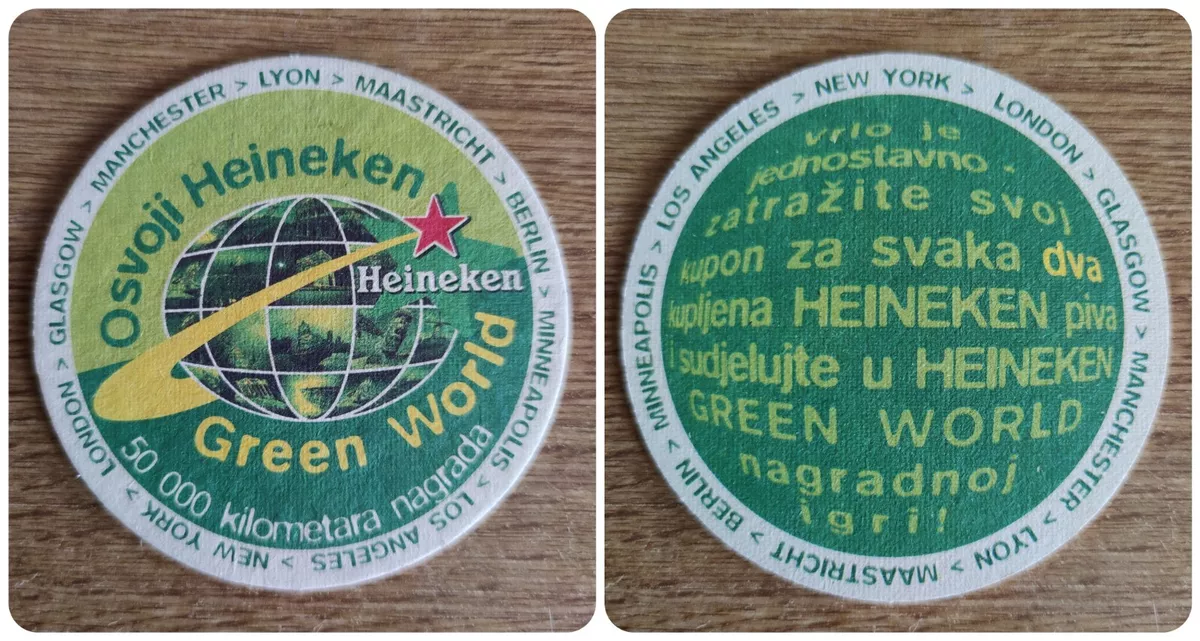 MANCHESTER > LYON > MAASTRICHT > BERLIN > MINNEAPOLIS > LOS ANGELES > NEW YORK > LONDON > GLASGOW >
Osvoji Heineken
Heineken
Green World
50 000 kilometara nagrada
LOS ANGELES > NEW YORK > LONDON > GLASGOW > MANCHESTER > LYON > MAASTRICHT > BERLIN > MINNEAPOLIS >
vrlo je
jednostavno -
zatražite svoj
kupon za svaka dva
kupljena HEINEKEN piva
i sudjelujte u HEINEKEN
GREEN WORLD
nagradnoj
igri!